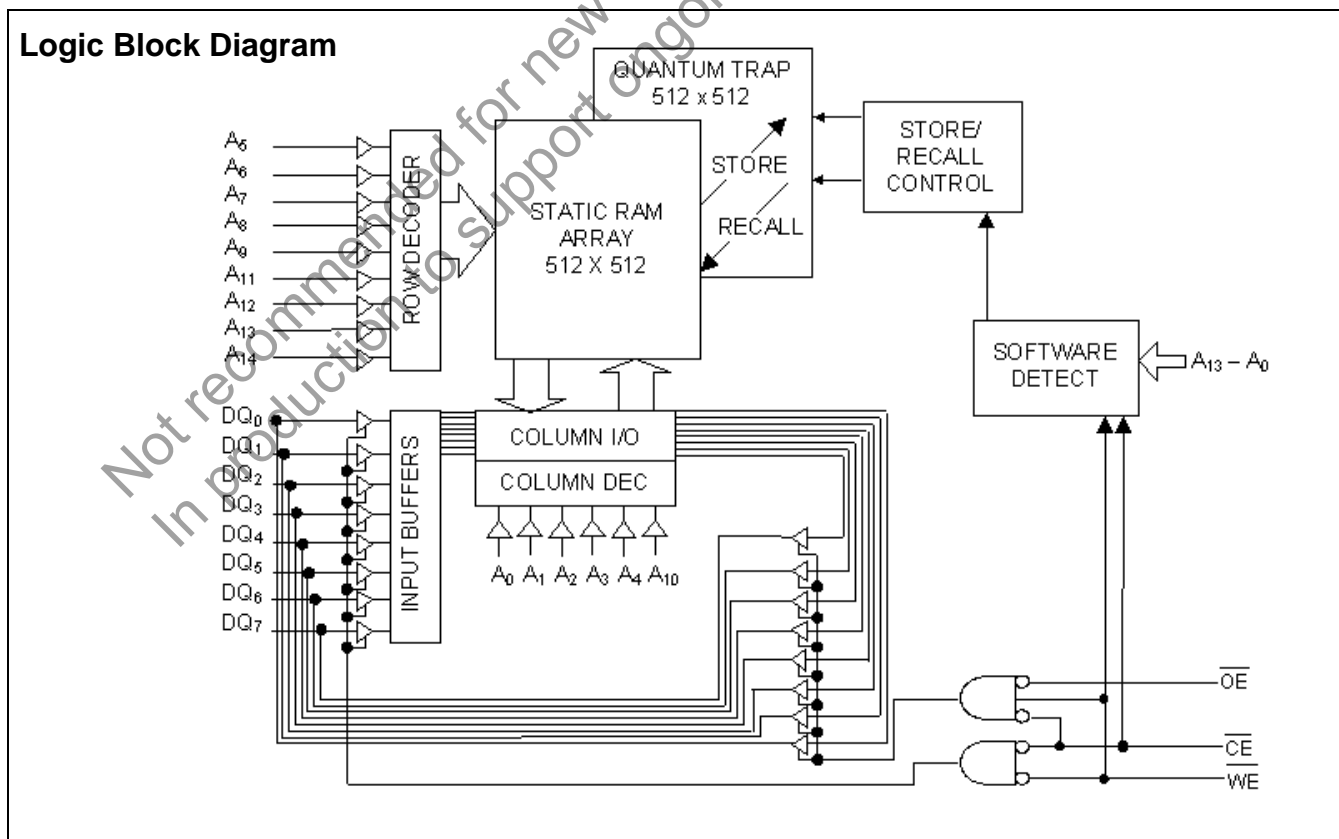 Logic Block Diagram
Not recommended for new
In production to support ongo
QUANTUM TRAP
512 x 512
STORE/
RECALL
CONTROL
A5
A6
A7
A8
A9
A11
A12
A13
A14
ROW DECODER
STATIC RAM
ARRAY
512 X 512
STORE
RECALL
SOFTWARE
DETECT
A13 – A0
DQ0
DQ1
DQ2
DQ3
DQ4
DQ5
DQ6
DQ7
INPUT BUFFERS
COLUMN I/O
COLUMN DEC
A0 A1 A2 A3 A4 A10
OE
CE
WE